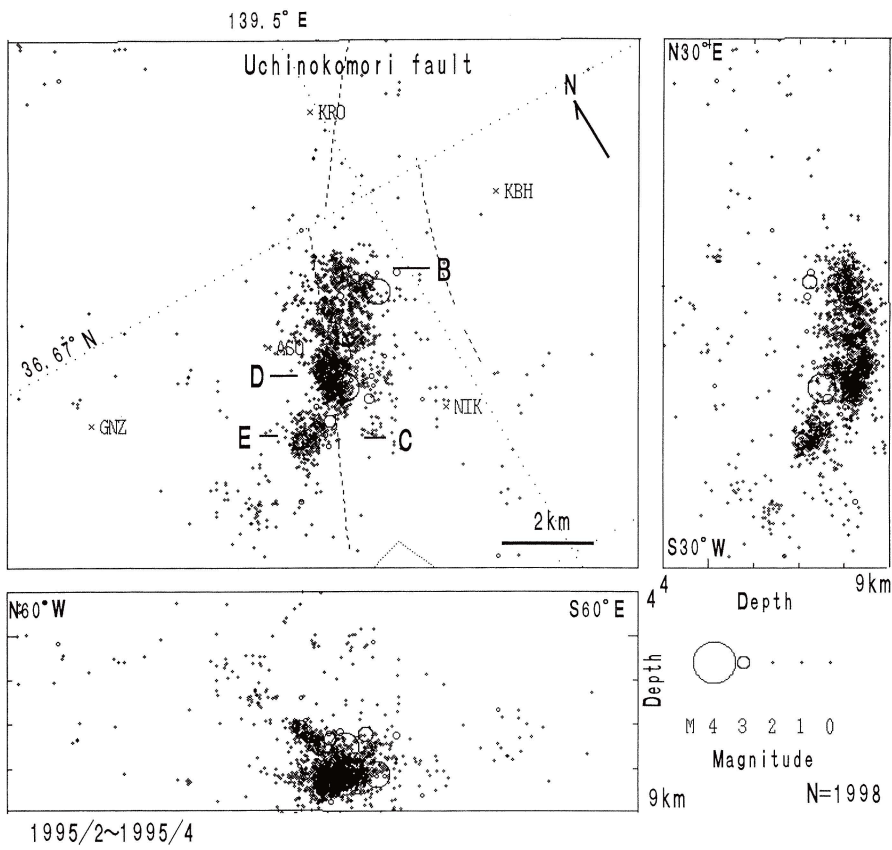 139.5° E
Uchinokomori fault
N
KRO
KBH
B
36.67° N
ASO
D
GNZ
NIK
E
C
2km
N30°E
S30°W
4
9km
Depth
N60°W
S60°E
4
Depth
9km
M 4 3 2 1 0
Magnitude
N=1998
1995/2~1995/4